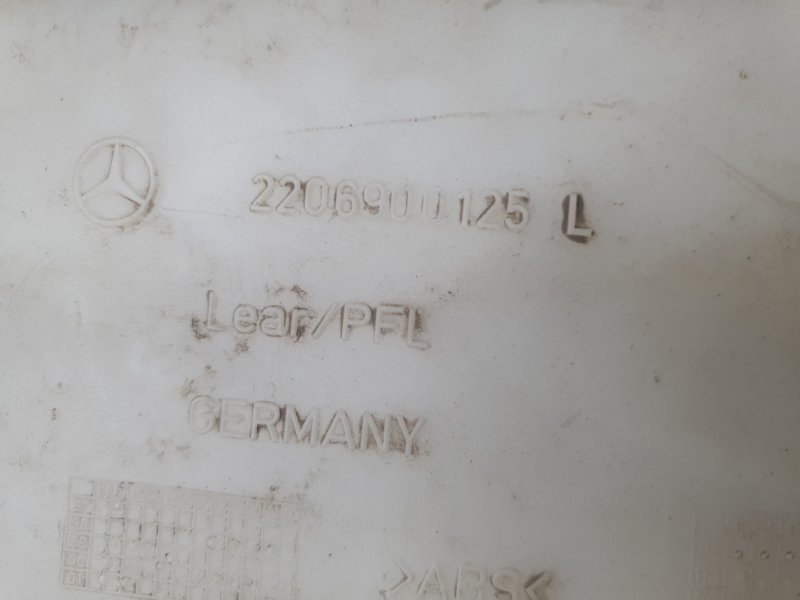 2206900125 L
Lear/PFL
GERMANY
>ABS<